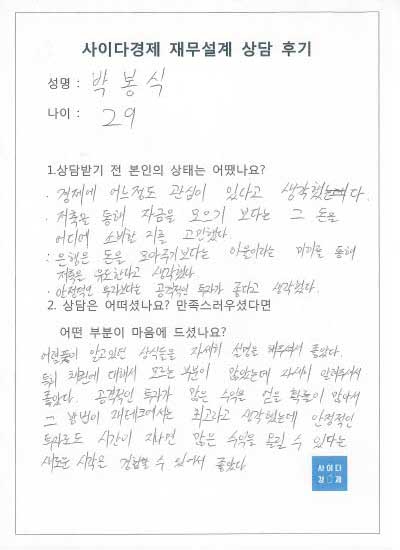 사이다경제 재무설계 상담 후기
성명 : 박봉식
나이 : 29
1.상담받기 전 본인의 상태는 어땠나요?
· 경제에 어느정도 관심이 있다고 생각했다.
· 저축을 통해 자금을 모으기 보다는 그 돈을
어디에 소비할 지를 고민했다.
· 은행은 돈을 모아주기보다는 이윤이라는 미끼를 통해
저축은 유도한다고 생각했다.
· 안정적인 투자보다는 공격적인 투자가 좋다고 생각했다.
2. 상담은 어떠셨나요? 만족스러우셨다면
어떤 부분이 마음에 드셨나요?
어렴풋이 알고있던 상식들을 자세히 설명을 해주셔서 좋았다.
특히 대해서 모르는 부분이 많았는데 자세히 알려주셔서
좋았다. 공격적인 투자가 많은 수익을 얻을 확률이 많아서
그 방법이 재테크에서는 최고라고 생각했는데 안정적인
투자로도 시간이 지나면 많은 수익을 올릴 수 있다는
새로운 시각은 경험할 수 있어서 좋았다
사이다
경제